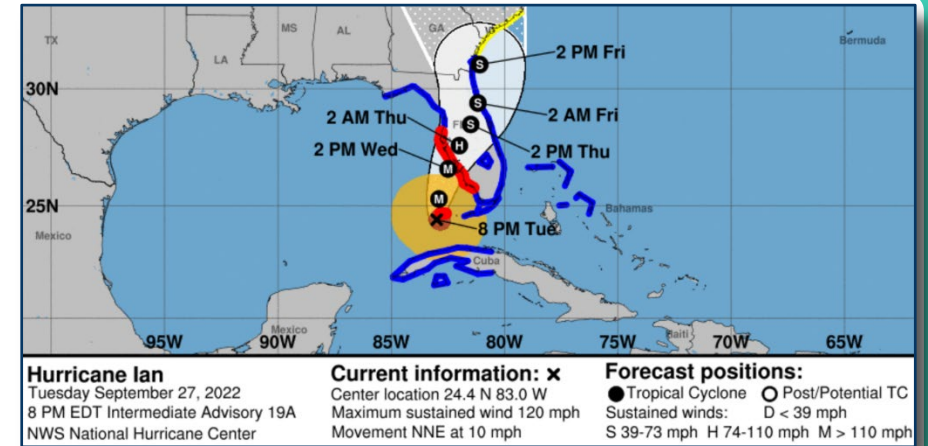 TX
LA
MS
AL
GA
Bermuda
2 PM Fri
30N
2 AM Thu
2 AM Fri
2 PM Wed
2 PM Thu
S
S
S
H
M
M
25N
8 PM Tue
Bahamas
Mexico
Cuba
Mexico
Haiti
95W
90W
85W
80W
75W
70W
65W
Hurricane Ian
Tuesday September 27, 2022
8 PM EDT Intermediate Advisory 19A
NWS National Hurricane Center
Current information: x
Center location 24.4 N 83.0 W
Maximum sustained wind 120 mph
Movement NNE at 10 mph
Forecast positions:
Tropical Cyclone Post/Potential TC
Sustained winds: D < 39 mph
S 39-73 mph H 74-110 mph M > 110 mph